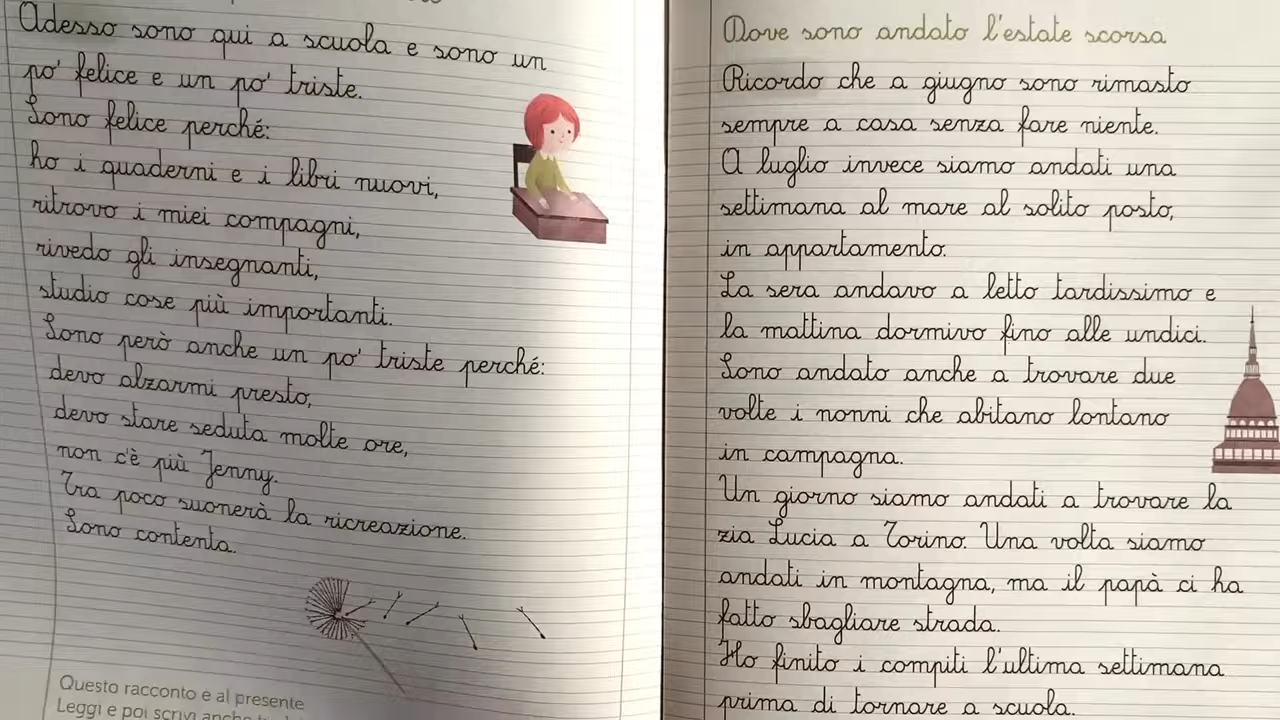 Adesso sono qui a scuola e sono un
po' felice e un po' triste.
Sono felice perché:
ho i quaderni e i libri nuovi,
ritrovo i miei compagni,
rivedo gli insegnanti,
studio cose più importanti.
Sono però anche un po' triste perché:
devo alzarmi presto,
devo stare seduta molte ore,
non c'è più Jenny.
Tra poco suonerà la ricreazione.
Sono contenta.
Questo racconto e al presente
Leggi e poi scrivi anche
Dove sono andato l'estate scorsa
Ricordo che a giugno sono rimasto
sempre a casa senza fare niente.
A luglio invece siamo andati una
settimana al mare al solito posto,
in appartamento.
La sera andavo a letto tardissimo e
la mattina dormivo fino alle undici.
Sono andato anche a trovare due
volte i nonni che abitano lontano
in campagna.
Un giorno siamo andati a trovare la
zia Lucia a Torino. Una volta siamo
andati in montagna, ma il papà ci ha
fatto sbagliare strada.
Ho finito i compiti l'ultima settimana
prima di tornare a scuola.